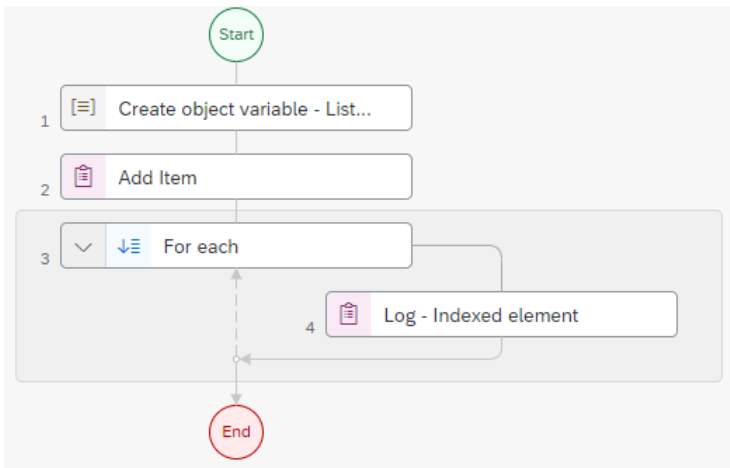 Start
1 Create object variable - List...
2 Add Item
3 For each
4 Log - Indexed element
End